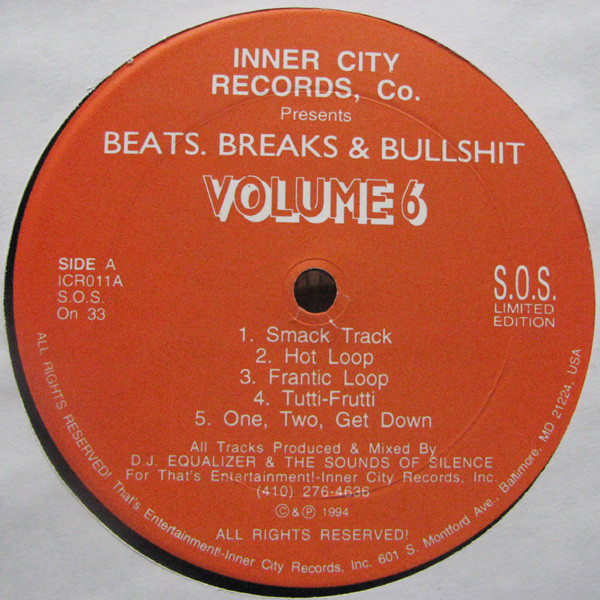 INNER CITY
RECORDS, Co.
Presents
BEATS. BREAKS & BULLSHIT
VOLUME 6
SIDE A
ICR011A
S.O.S.
On 33
S.O.S.
LIMITED
EDITION
1. Smack Track
2. Hot Loop
3. Frantic Loop
4. Tutti-Frutti
5. One, Two, Get Down
All Tracks Produced & Mixed By
D.J. EQUALIZER & THE SOUNDS OF SILENCE
For That's Entertainment!-Inner City Records, Inc.
(410) 276-4636
© & ℗ 1994
ALL RIGHTS RESERVED!
ALL RIGHTS RESERVED! That's Entertainment!-Inner City Records, Inc. 601 S. Montford Ave., Baltimore, MD 21224, USA